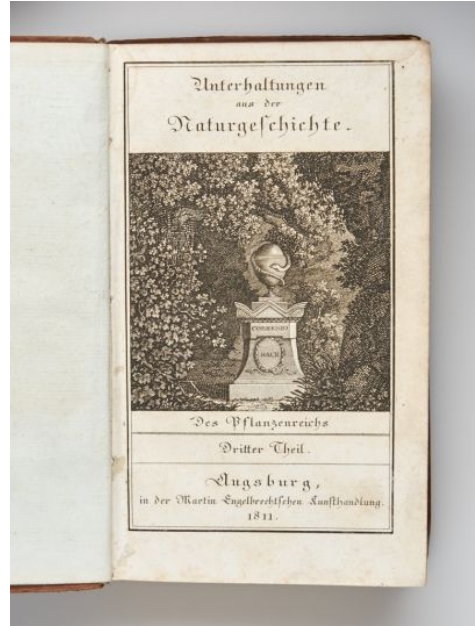 Unterhaltungen
aus der
Naturgeschichte.
Des Pflanzenreichs
Dritter Theil.
Augsburg,
in der Martin Engelbrechtschen Kunsthandlung.
1811.